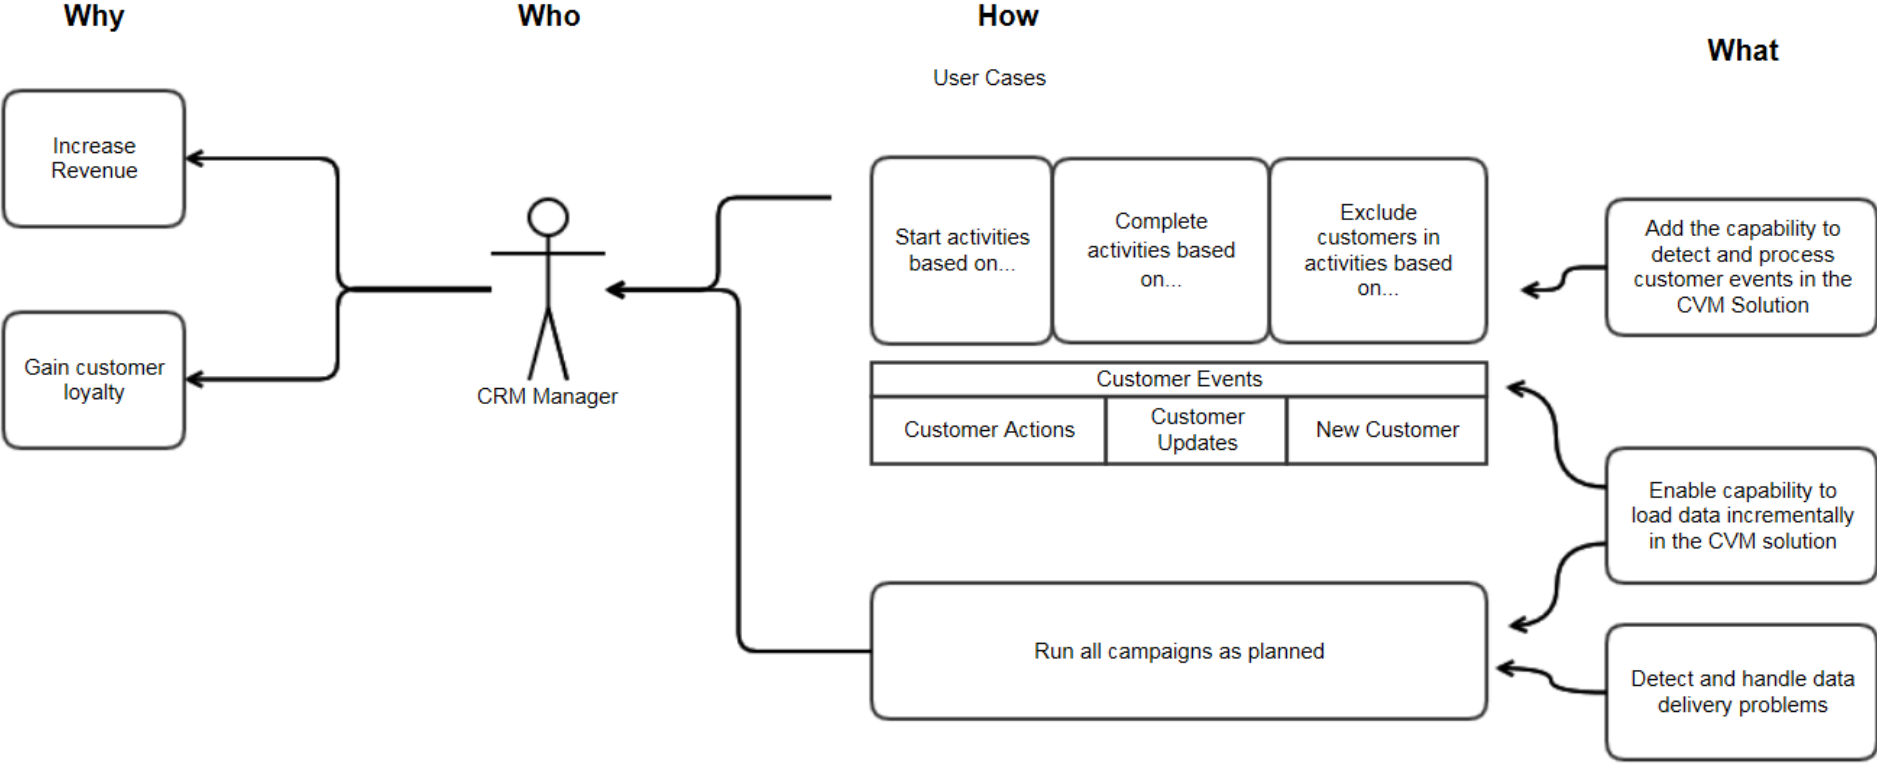 Why
Who
How
What
User Cases
Increase
Revenue
Gain customer
loyalty
CRM Manager
Start activities
based on...
Complete
activities based
on...
Exclude
customers in
activities based
on...
Customer Events
Customer Actions
Customer
Updates
New Customer
Run all campaigns as planned
Add the capability to
detect and process
customer events in the
CVM Solution
Enable capability to
load data incrementally
in the CVM solution
Detect and handle data
delivery problems